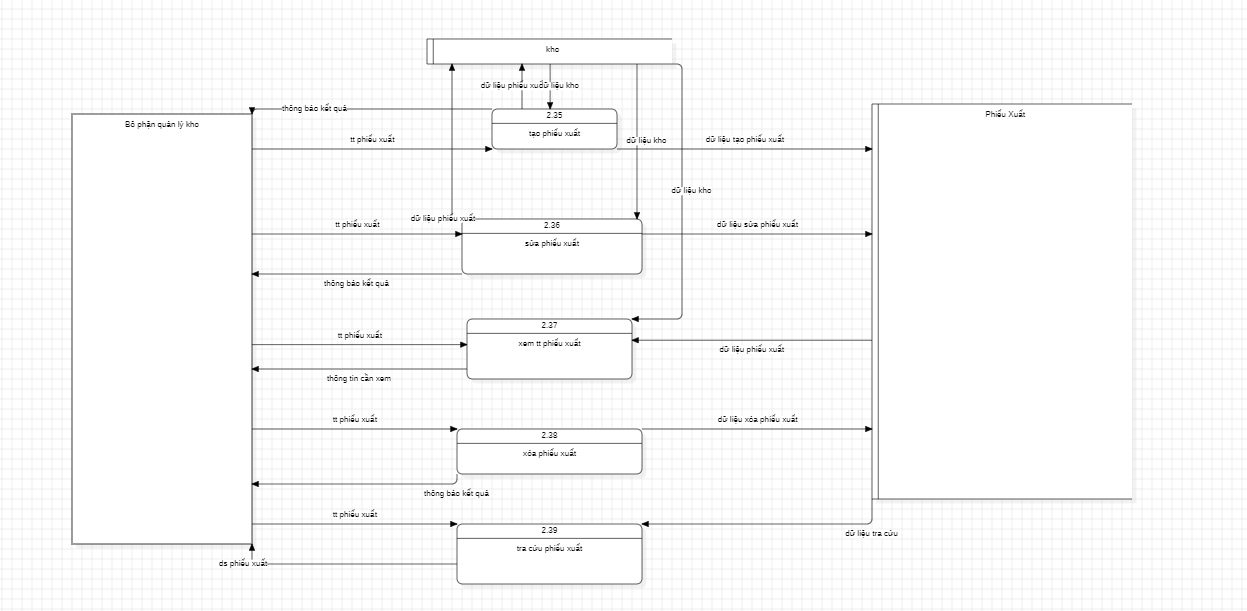 kho
dữ liệu phiếu xuất
dữ liệu kho
thông báo kết quả
2.35
tạo phiếu xuất
Bộ phận quản lý kho
Phiếu Xuất
tt phiếu xuất
dữ liệu kho
dữ liệu tạo phiếu xuất
dữ liệu kho
dữ liệu phiếu xuất
tt phiếu xuất
2.36
sửa phiếu xuất
dữ liệu sửa phiếu xuất
thông báo kết quả
2.37
xem tt phiếu xuất
tt phiếu xuất
dữ liệu phiếu xuất
thông tin cần xem
tt phiếu xuất
dữ liệu xóa phiếu xuất
2.38
xóa phiếu xuất
thông báo kết quả
tt phiếu xuất
2.39
tra cứu phiếu xuất
dữ liệu tra cứu
ds phiếu xuất